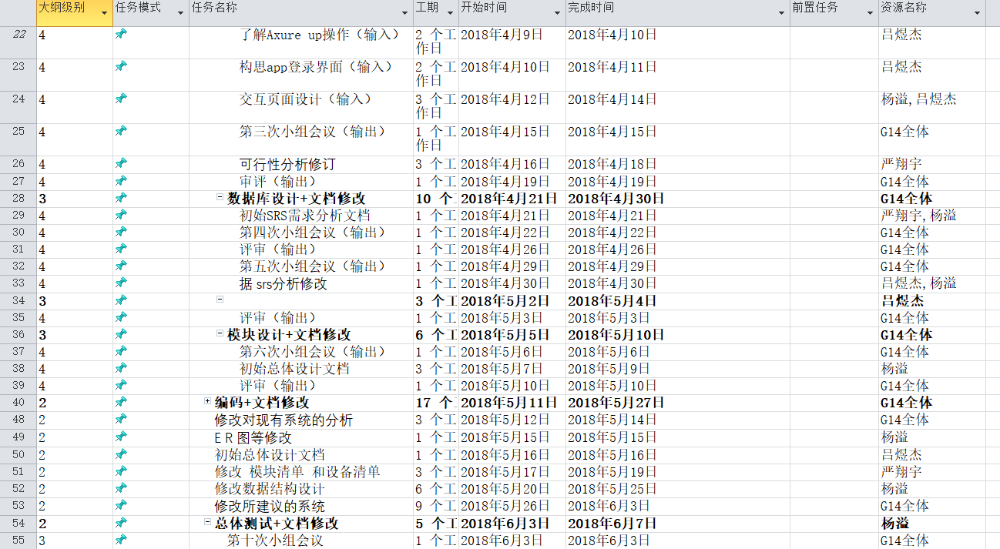 大纲级别 任务模式 任务名称 工期 开始时间 完成时间 前置任务 资源名称
22 4 了解Axure up操作（输入） 2 个工作日 2018年4月9日 2018年4月10日 吕煜杰
23 4 构思app登录界面（输入） 2 个工作日 2018年4月10日 2018年4月11日 吕煜杰
24 4 交互页面设计（输入） 3 个工作日 2018年4月12日 2018年4月14日 杨溢,吕煜杰
25 4 第三次小组会议（输出） 1 个工作日 2018年4月15日 2018年4月15日 G14全体
26 4 可行性分析修订 3 个工 2018年4月16日 2018年4月18日 严翔宇
27 4 审评（输出） 1 个工 2018年4月19日 2018年4月19日 G14全体
28 3 数据库设计+文档修改 10 个 2018年4月21日 2018年4月30日 G14全体
29 4 初始SRS需求分析文档 1 个工 2018年4月21日 2018年4月21日 严翔宇,杨溢
30 4 第四次小组会议（输出） 1 个工 2018年4月22日 2018年4月22日 G14全体
31 4 评审（输出） 1 个工 2018年4月26日 2018年4月26日 G14全体
32 4 第五次小组会议（输出） 1 个工 2018年4月29日 2018年4月29日 G14全体
33 4 据 srs分析修改 1 个工 2018年4月30日 2018年4月30日 吕煜杰,杨溢
34 3 3 个工 2018年5月2日 2018年5月4日 吕煜杰
35 4 评审（输出） 1 个工 2018年5月3日 2018年5月3日 G14全体
36 3 模块设计+文档修改 6 个工 2018年5月5日 2018年5月10日 G14全体
37 4 第六次小组会议（输出） 1 个工 2018年5月6日 2018年5月6日 G14全体
38 4 初始总体设计文档 3 个工 2018年5月7日 2018年5月9日 杨溢
39 4 评审（输出） 1 个工 2018年5月10日 2018年5月10日 G14全体
40 2 编码+文档修改 17 个 2018年5月11日 2018年5月27日 G14全体
48 2 修改对现有系统的分析 3 个工 2018年5月12日 2018年5月14日 G14全体
49 2 E R 图等修改 1 个工 2018年5月15日 2018年5月15日 杨溢
50 2 初始总体设计文档 1 个工 2018年5月16日 2018年5月16日 吕煜杰
51 2 修改 模块清单 和设备清单 3 个工 2018年5月17日 2018年5月19日 严翔宇
52 2 修改数据结构设计 6 个工 2018年5月20日 2018年5月25日 杨溢
53 2 修改所建议的系统 9 个工 2018年5月26日 2018年6月3日 G14全体
54 2 总体测试+文档修改 5 个工 2018年6月3日 2018年6月7日 杨溢
55 3 第十次小组会议 1 个工 2018年6月3日 2018年6月3日 G14全体